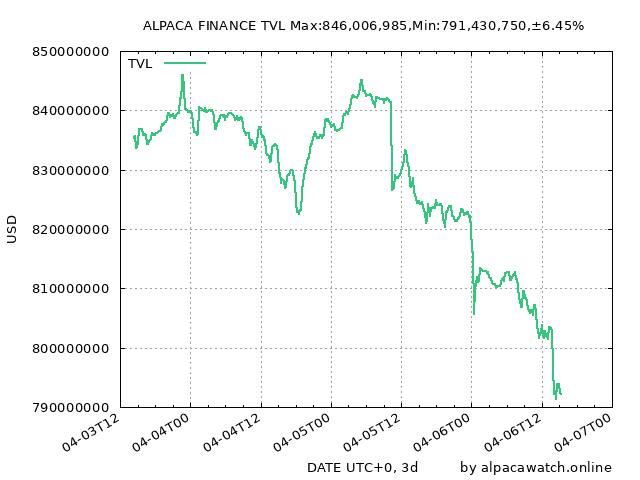 ALPACA FINANCE TVL Max:846,006,985,Min:791,430,750,±6.45%
TVL
850000000
840000000
830000000
820000000
810000000
800000000
790000000
USD
04-03T12
04-04T00
04-04T12
04-05T00
04-05T12
04-06T00
04-06T12
04-07T00
DATE UTC+0, 3d
by alpacawatch.online